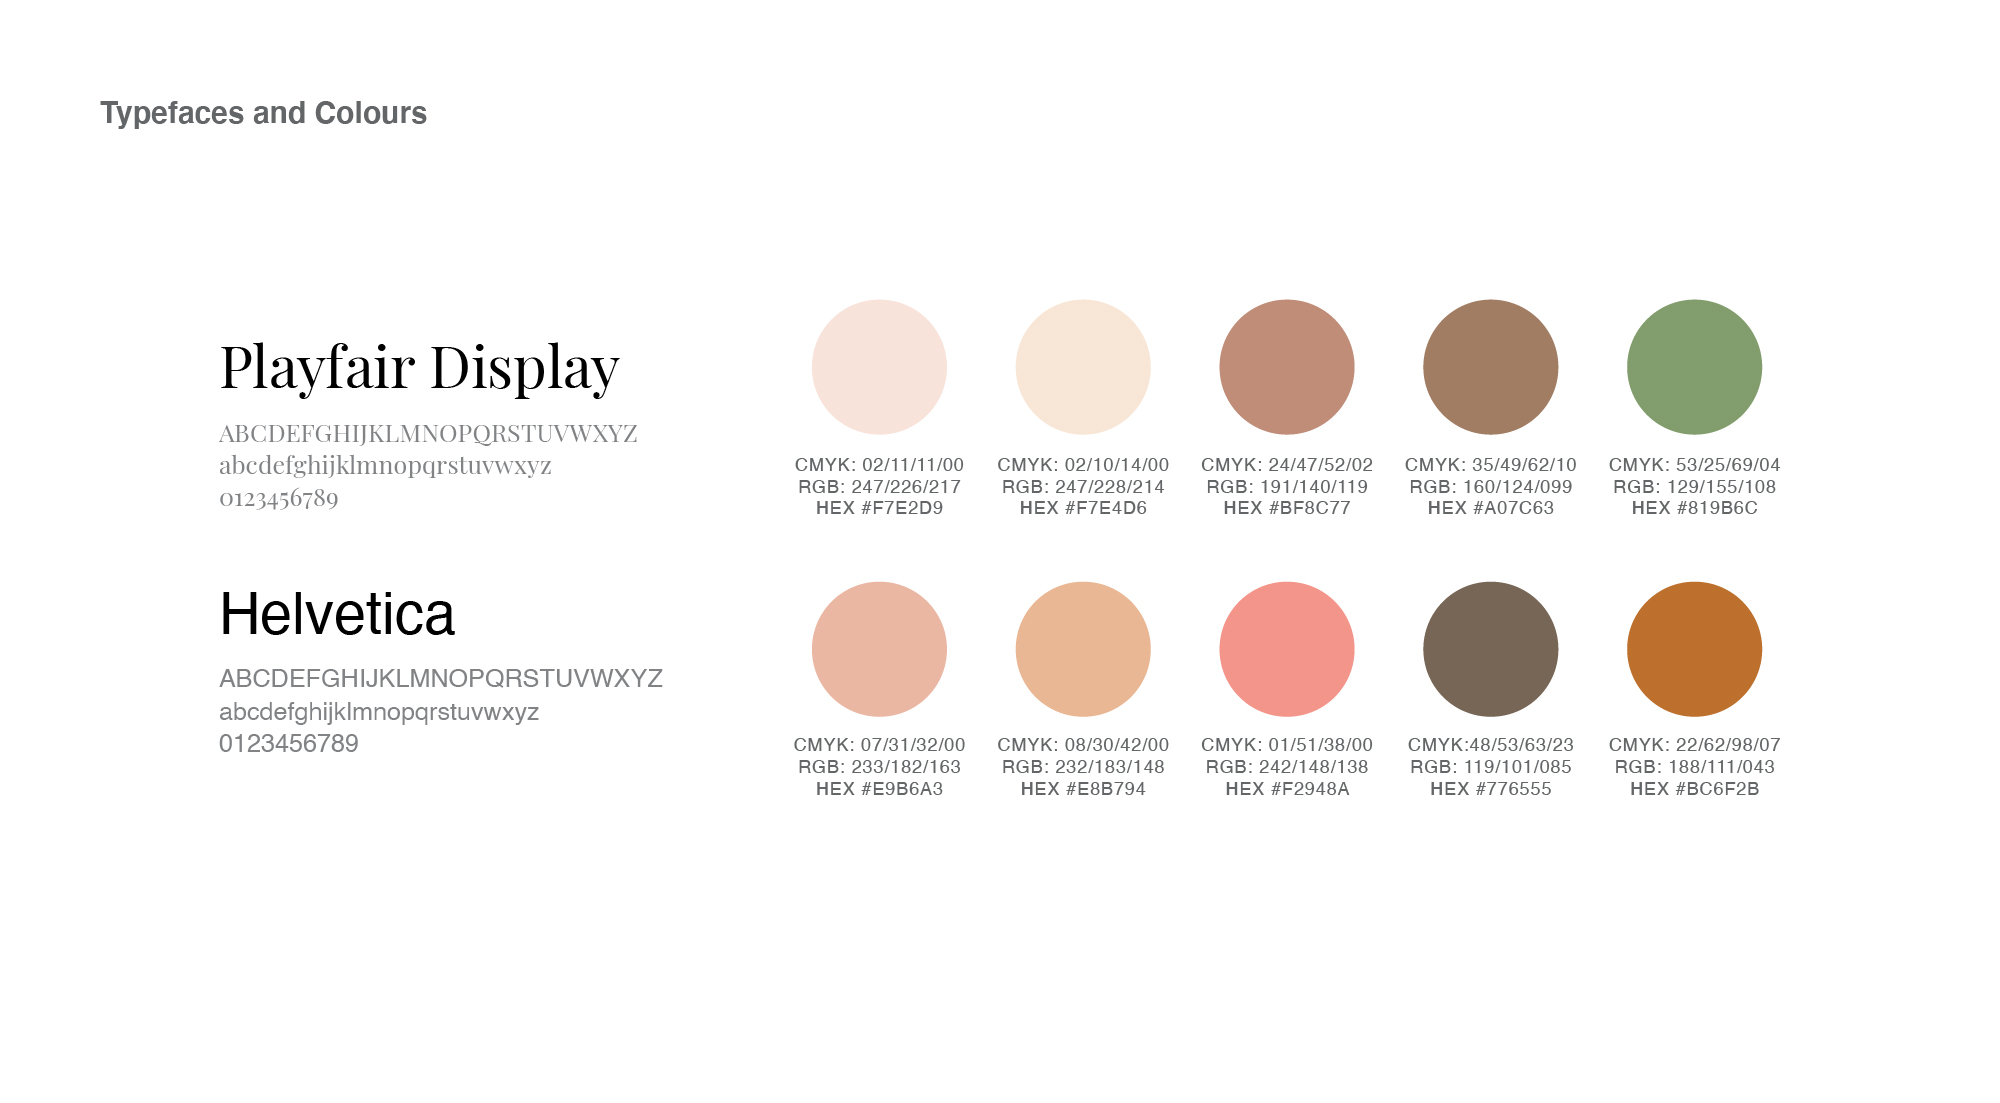 Typefaces and Colours
Playfair Display
ABCDEFGHIJKLMNOPQRSTUVWXYZ
abcdefghijklmnopqrstuvwxyz
0123456789
Helvetica
ABCDEFGHIJKLMNOPQRSTUVWXYZ
abcdefghijklmnopqrstuvwxyz
0123456789
CMYK: 02/11/11/00
RGB: 247/226/217
HEX #F7E2D9
CMYK: 02/10/14/00
RGB: 247/228/214
HEX #F7E4D6
CMYK: 24/47/52/02
RGB: 191/140/119
HEX #BF8C77
CMYK: 35/49/62/10
RGB: 160/124/099
HEX #A07C63
CMYK: 53/25/69/04
RGB: 129/155/108
HEX #819B6C
CMYK: 07/31/32/00
RGB: 233/182/163
HEX #E9B6A3
CMYK: 08/30/42/00
RGB: 232/183/148
HEX #E8B794
CMYK: 01/51/38/00
RGB: 242/148/138
HEX #F2948A
CMYK:48/53/63/23
RGB: 119/101/085
HEX #776555
CMYK: 22/62/98/07
RGB: 188/111/043
HEX #BC6F2B